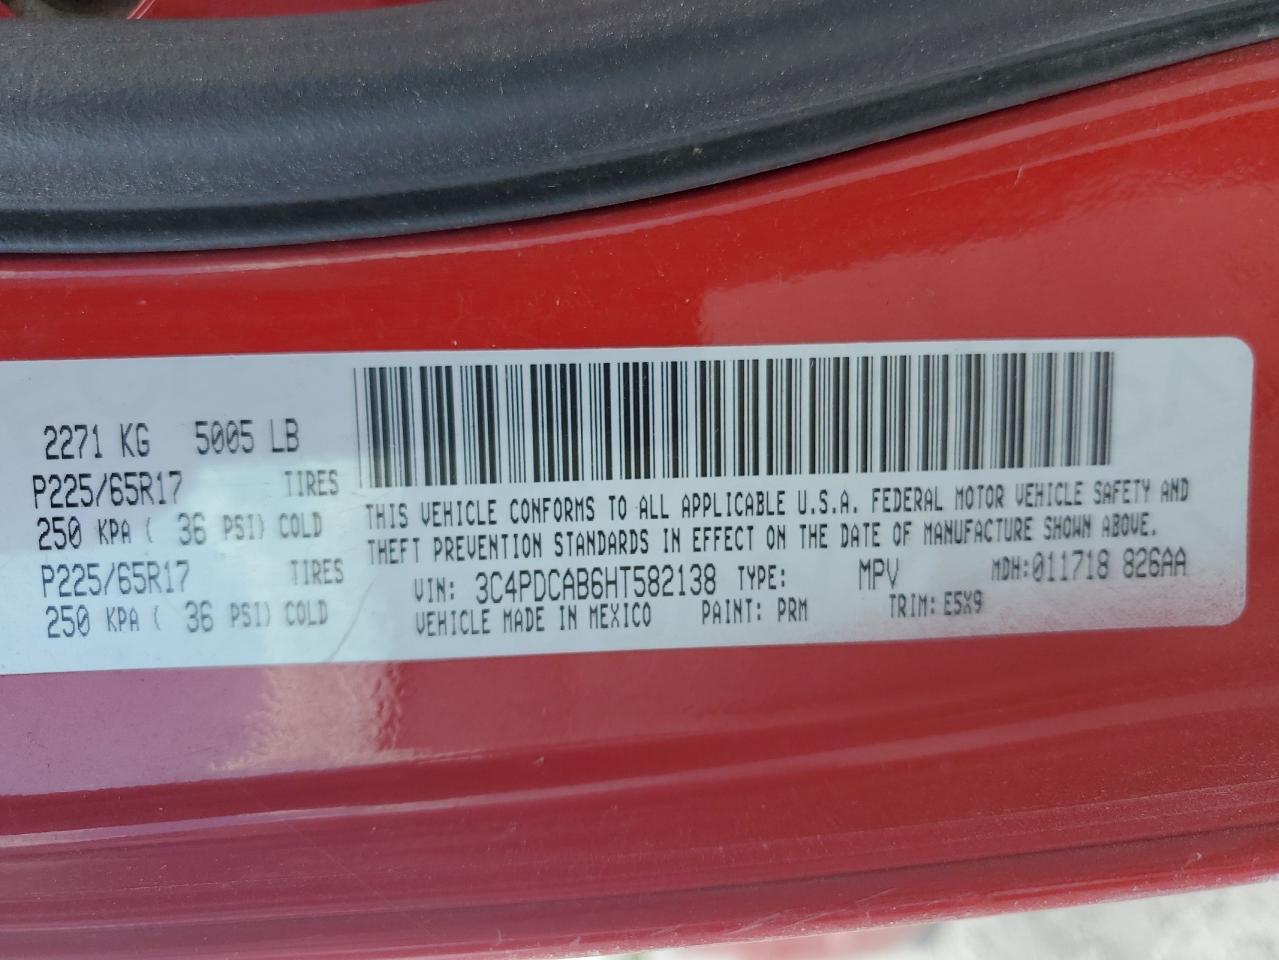 2271 KG 5005 LB
P225/65R17 TIRES
250 KPA ( 36 PSI) COLD
P225/65R17 TIRES
250 KPA ( 36 PSI) COLD
THIS VEHICLE CONFORMS TO ALL APPLICABLE U.S.A. FEDERAL MOTOR VEHICLE SAFETY AND
THEFT PREVENTION STANDARDS IN EFFECT ON THE DATE OF MANUFACTURE SHOWN ABOVE.
VIN: 3C4PDCAB6HT582138 TYPE: MPV MDH:011718 826AA
VEHICLE MADE IN MEXICO PAINT: PRM TRIM: E5X9